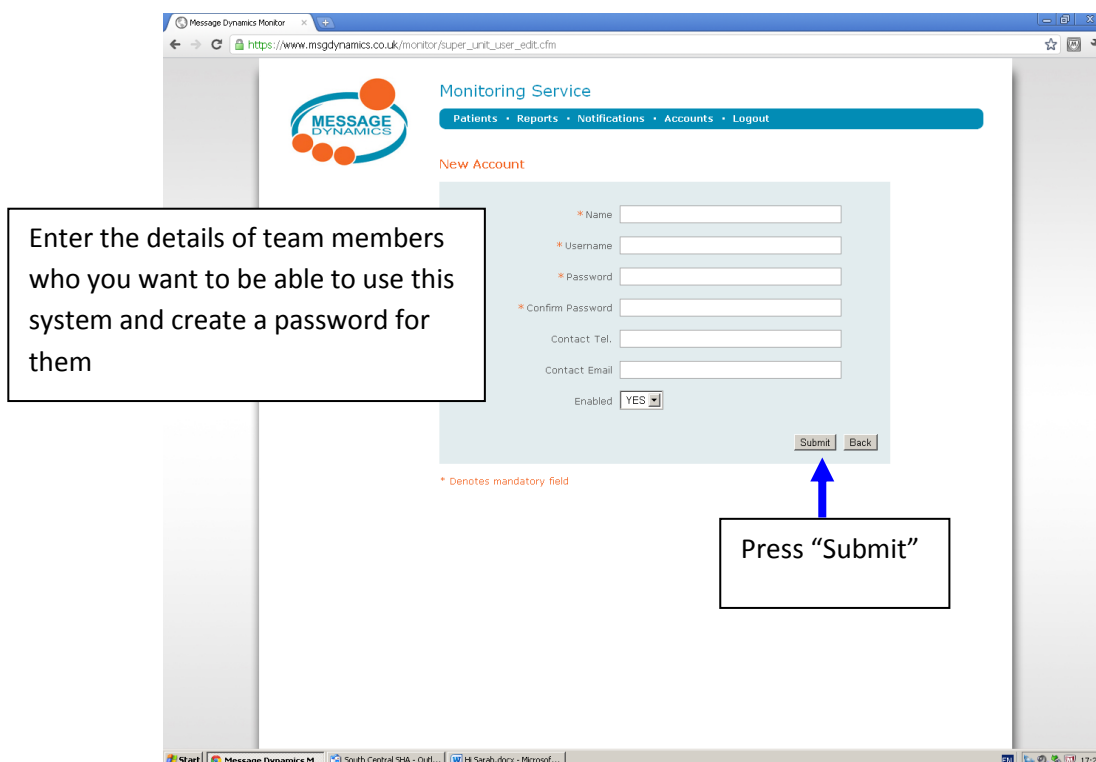 Message Dynamics Monitor
https://www.msgdynamics.co.uk/monitor/super_unit_user_edit.cfm
MESSAGE
DYNAMICS
Monitoring Service
Patients • Reports • Notifications • Accounts • Logout
New Account
* Name
* Username
* Password
* Confirm Password
Contact Tel.
Contact Email
Enabled YES
Submit Back
* Denotes mandatory field
Enter the details of team members
who you want to be able to use this
system and create a password for
them
Press “Submit”
Start Message Dynamics M... South Central SHA - Outl... Hi Sarah.docx - Microsof... EN